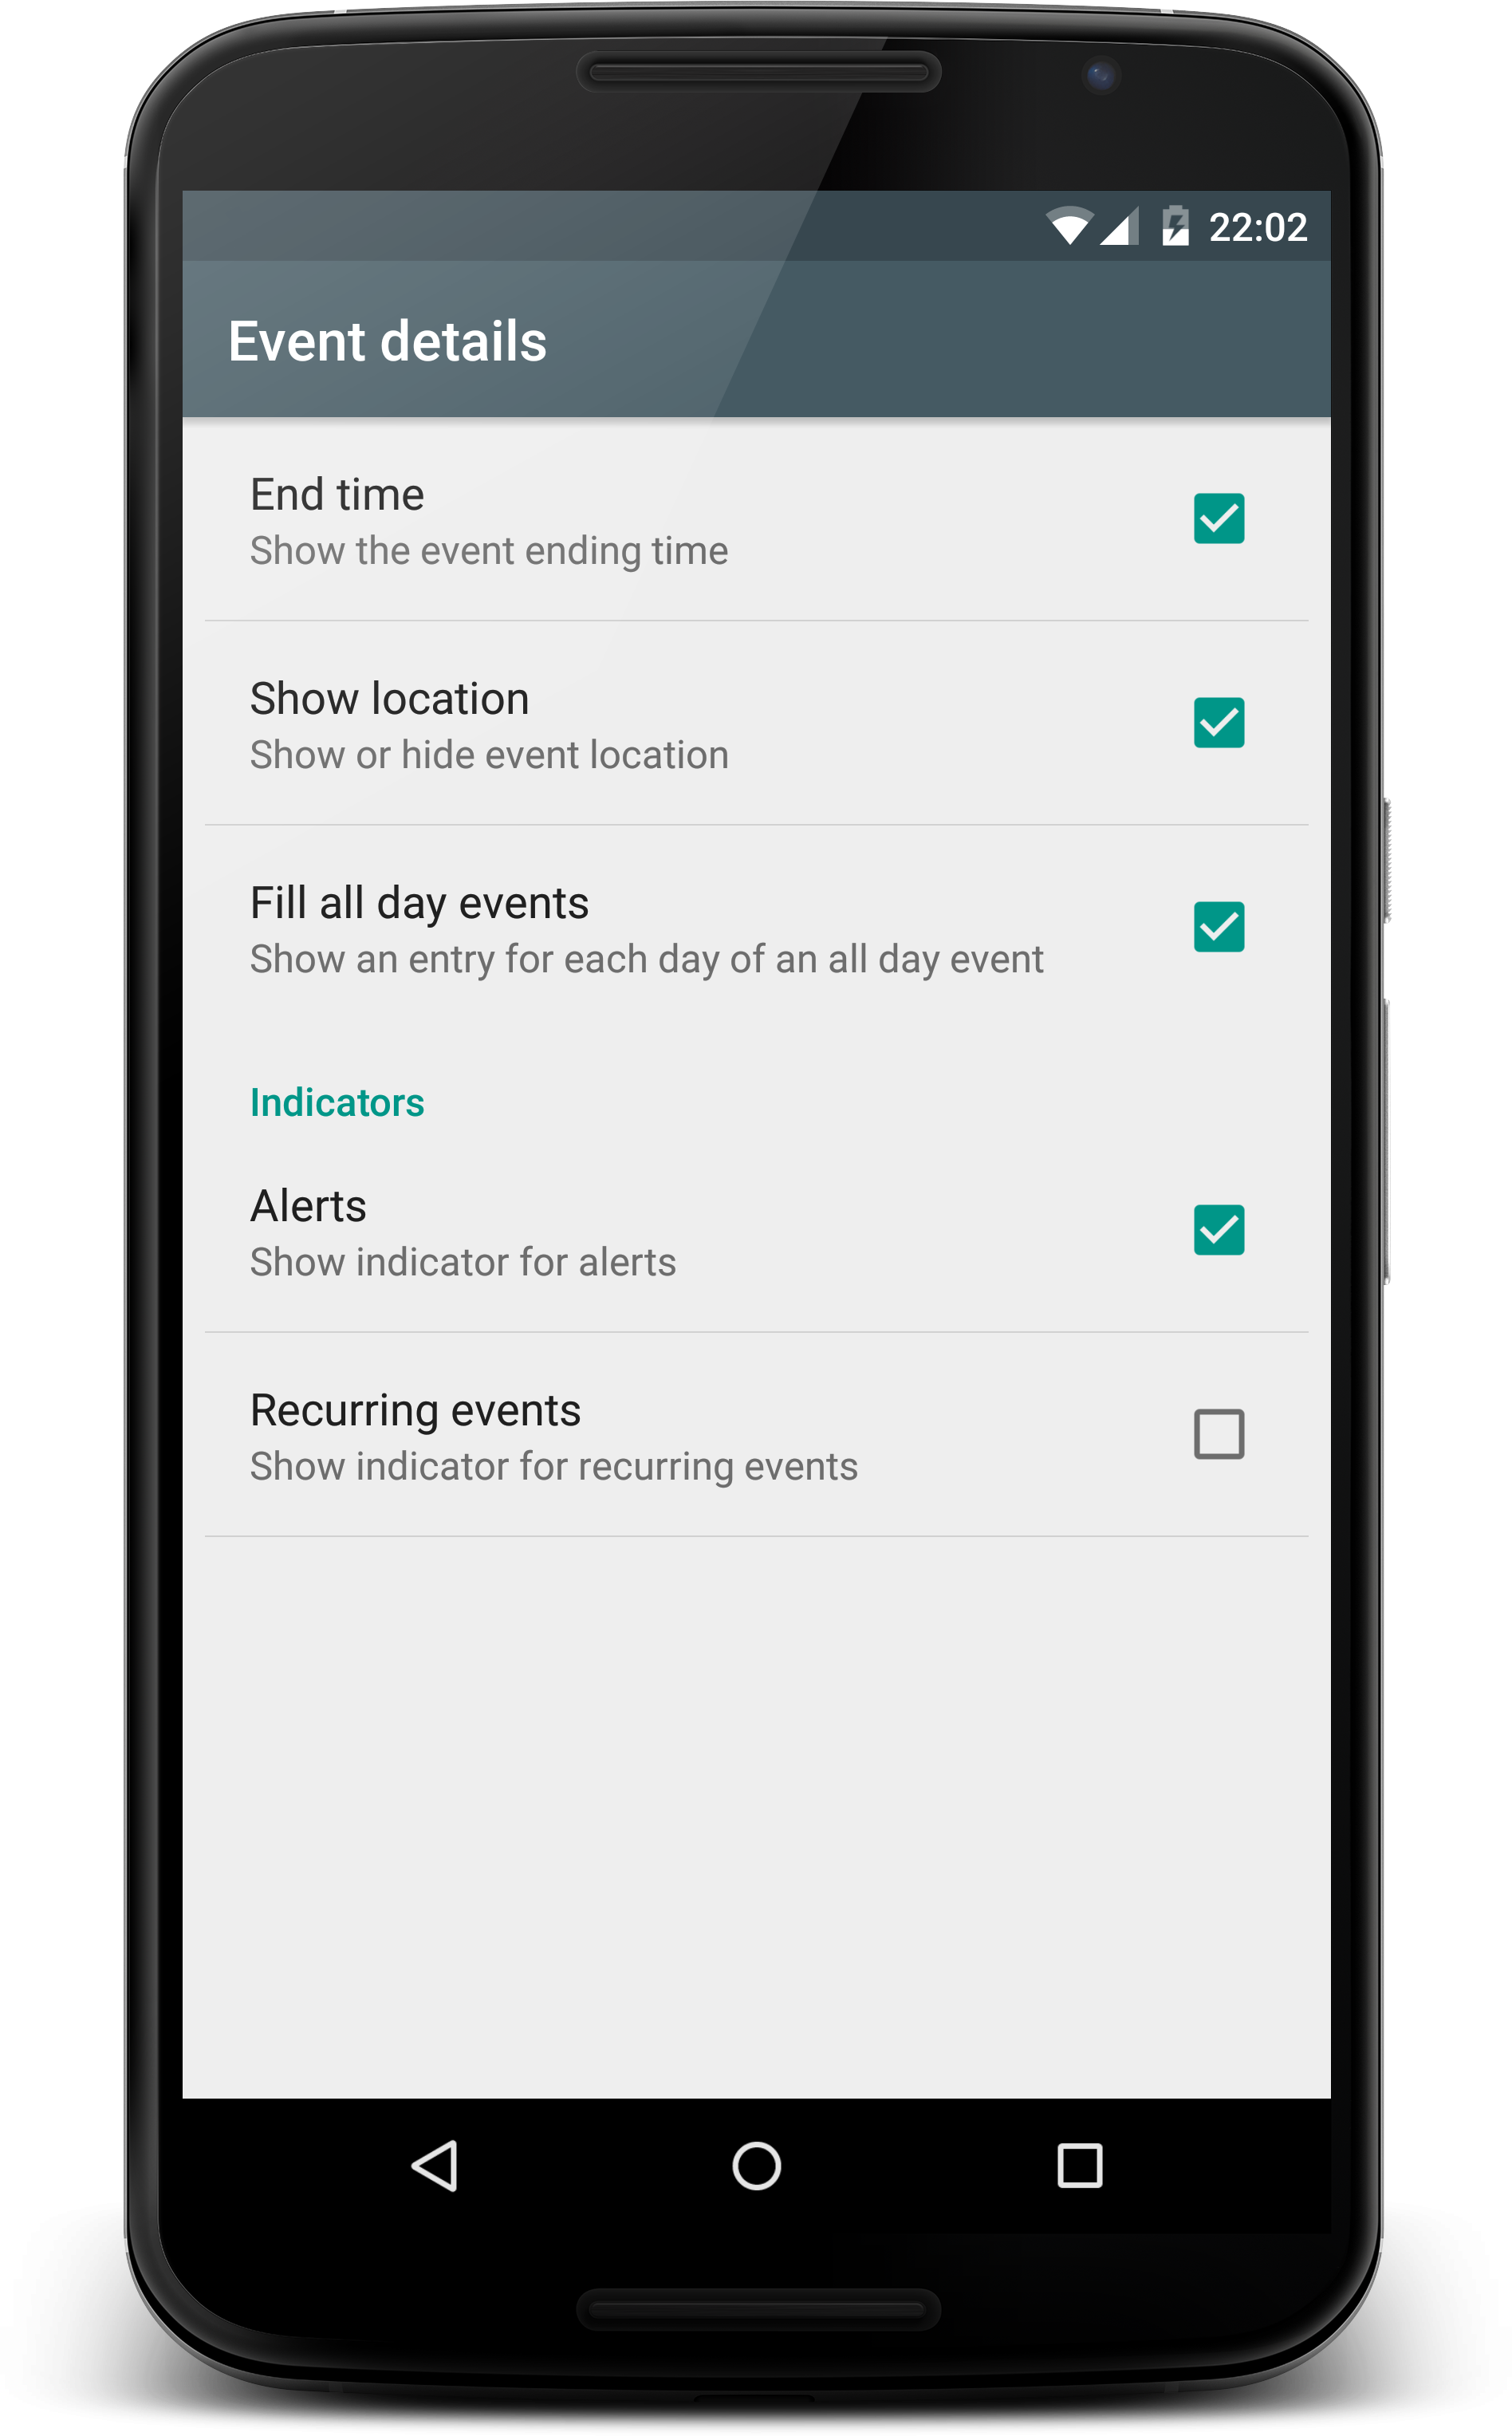 22:02
Event details
End time
Show the event ending time
Show location
Show or hide event location
Fill all day events
Show an entry for each day of an all day event
Indicators
Alerts
Show indicator for alerts
Recurring events
Show indicator for recurring events